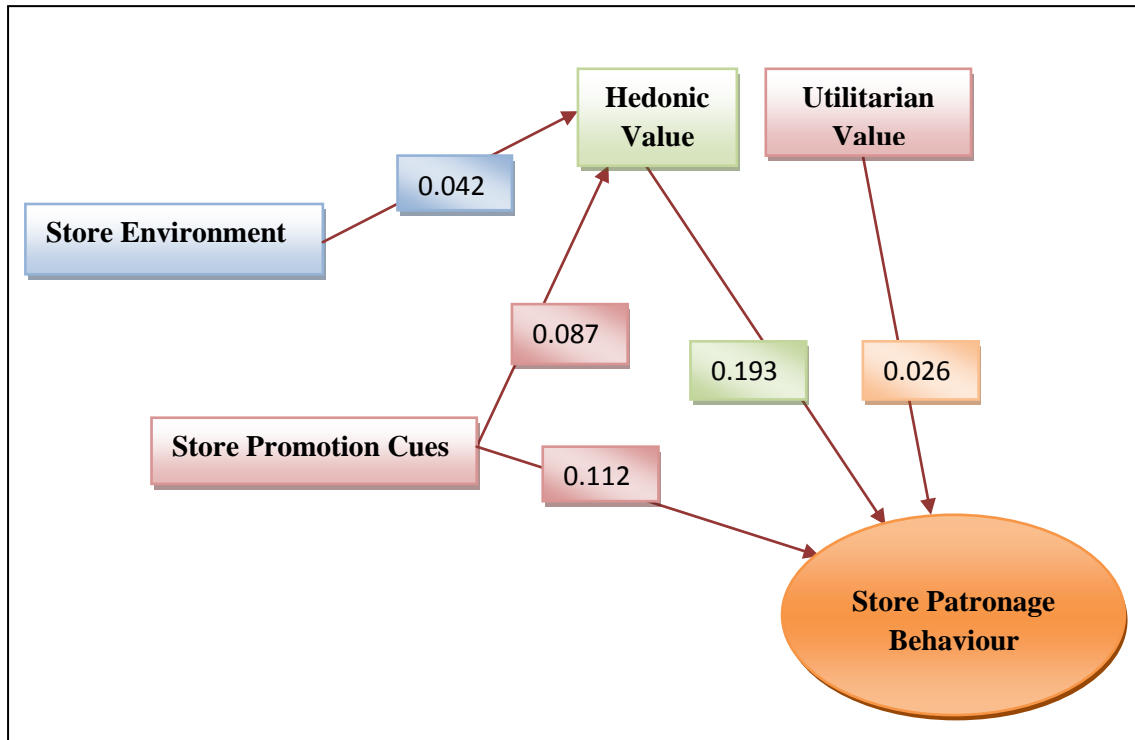 Hedonic
Value
Utilitarian
Value
0.042
Store Environment
0.087
0.193
0.026
Store Promotion Cues
0.112
Store Patronage
Behaviour